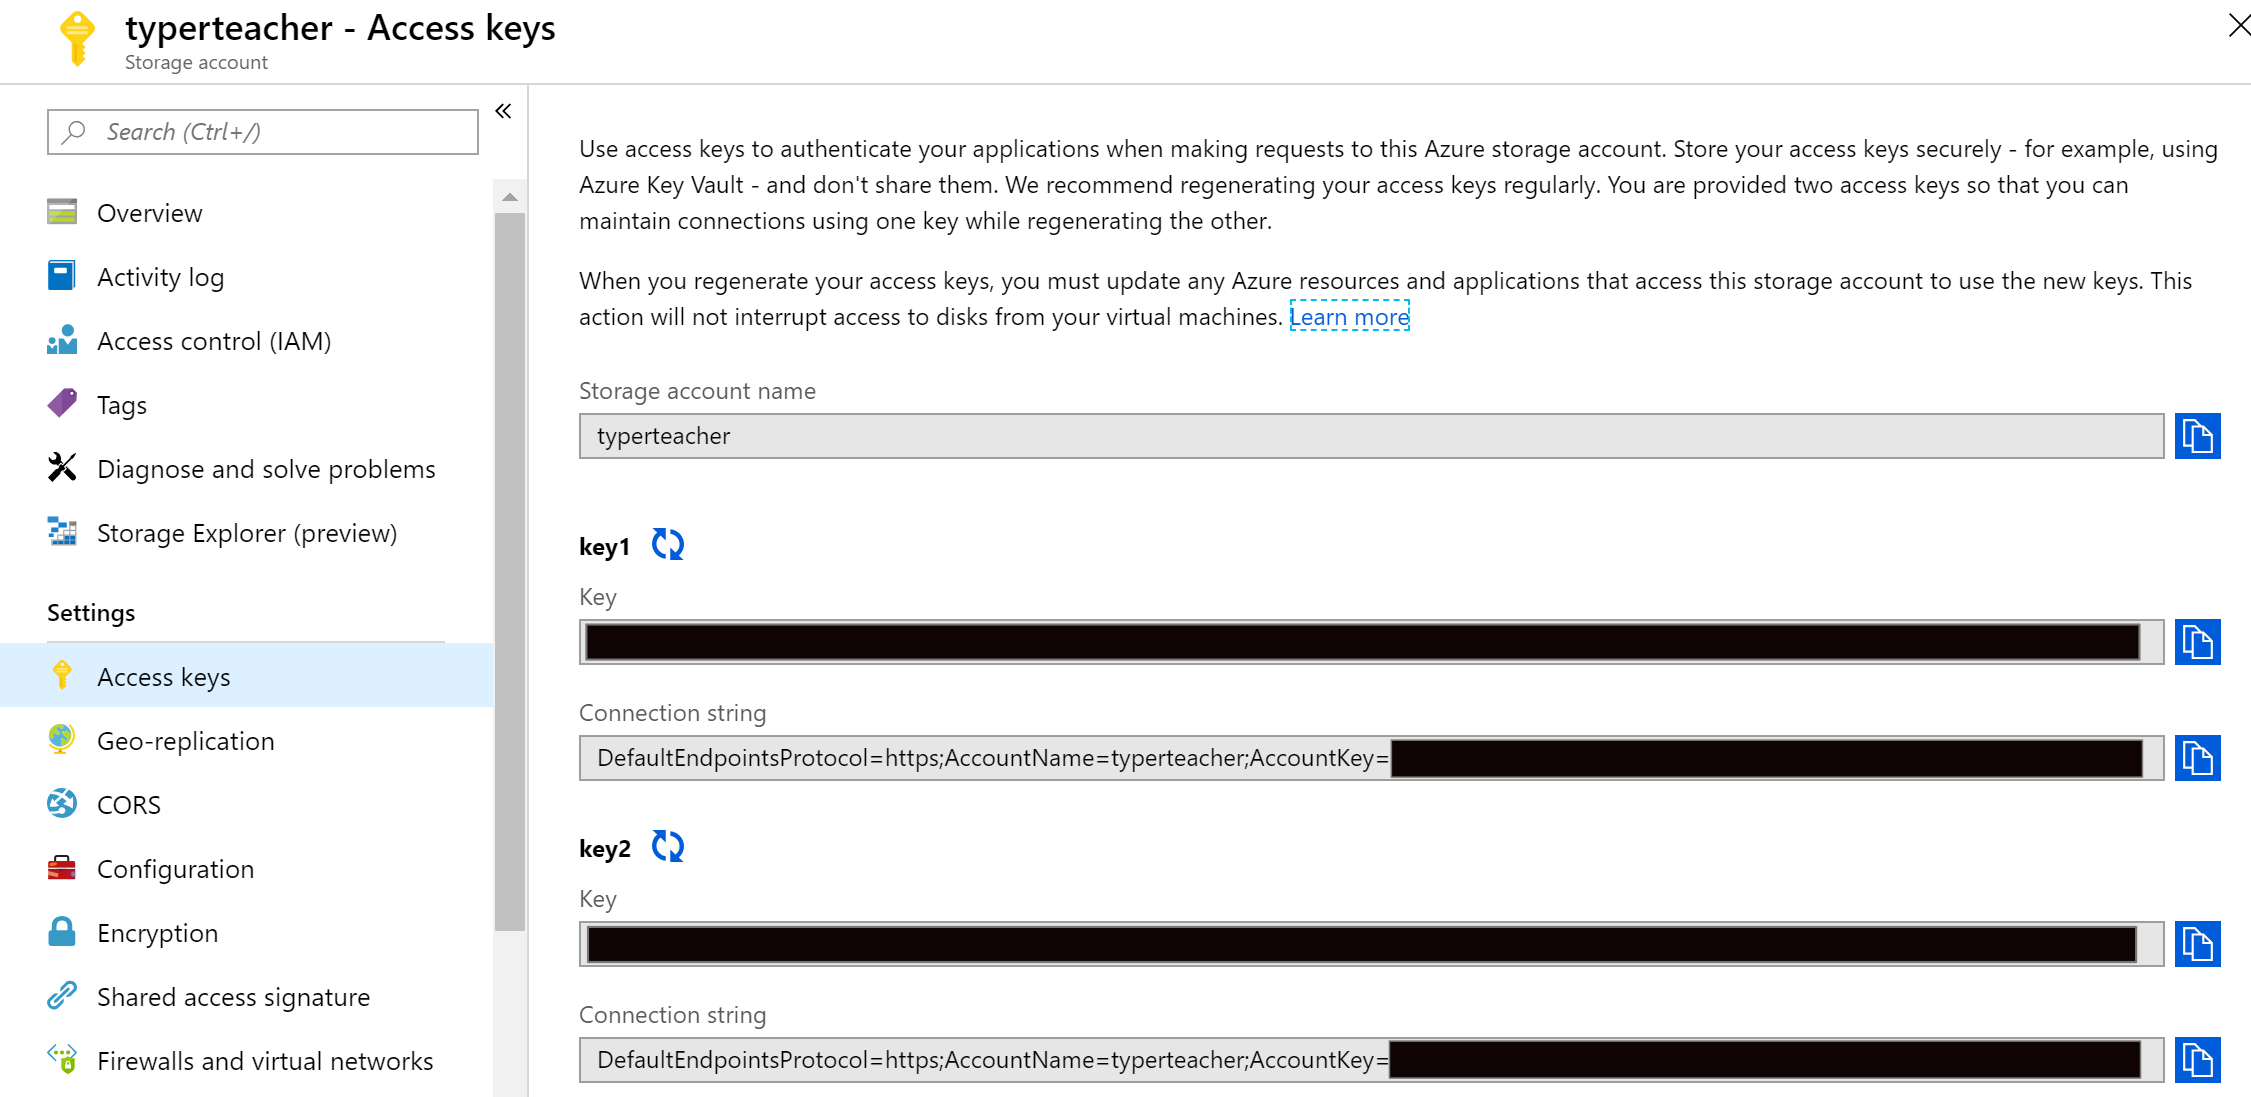 typerteacher - Access keys
Storage account
Search (Ctrl+/)
Overview
Activity log
Access control (IAM)
Tags
Diagnose and solve problems
Storage Explorer (preview)
Settings
Access keys
Geo-replication
CORS
Configuration
Encryption
Shared access signature
Firewalls and virtual networks
Use access keys to authenticate your applications when making requests to this Azure storage account. Store your access keys securely - for example, using
Azure Key Vault - and don't share them. We recommend regenerating your access keys regularly. You are provided two access keys so that you can
maintain connections using one key while regenerating the other.
When you regenerate your access keys, you must update any Azure resources and applications that access this storage account to use the new keys. This
action will not interrupt access to disks from your virtual machines. Learn more
Storage account name
typerteacher
key1
Key
Connection string
DefaultEndpointsProtocol=https;AccountName=typerteacher;AccountKey=
key2
Key
Connection string
DefaultEndpointsProtocol=https;AccountName=typerteacher;AccountKey=